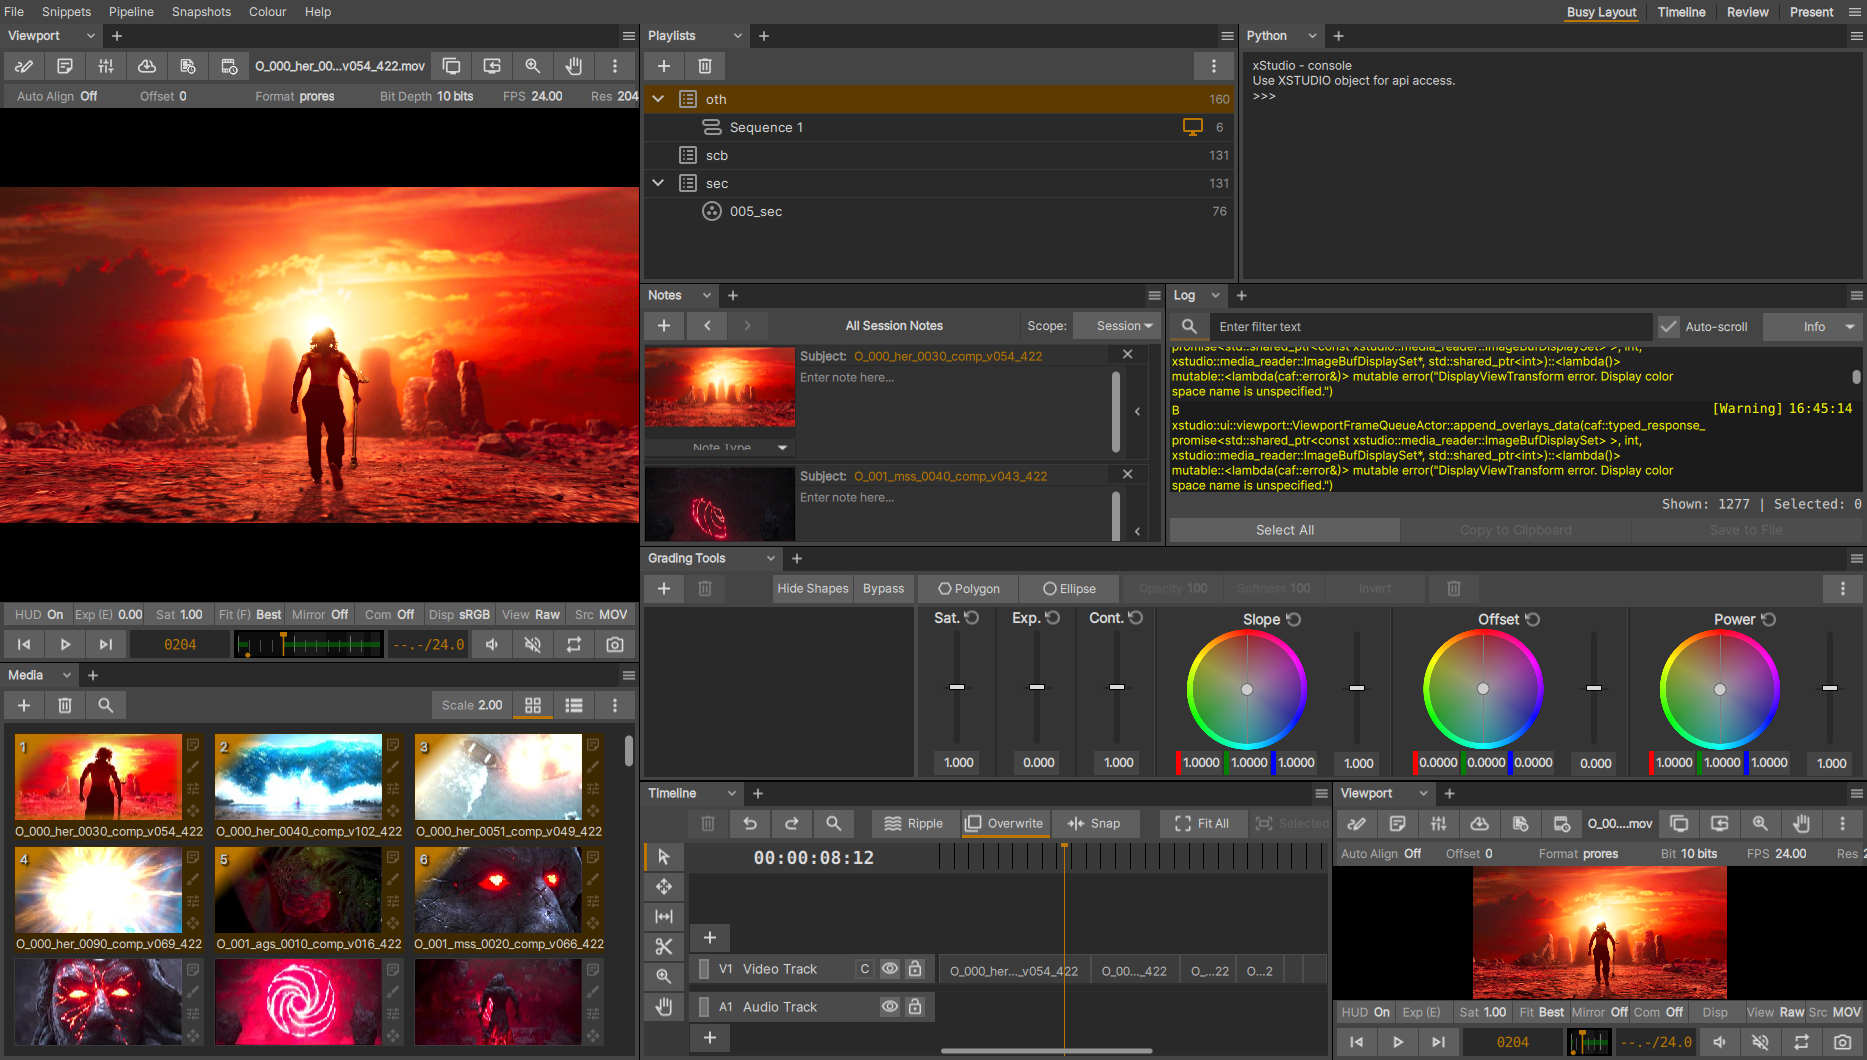 File Snippets Pipeline Snapshots Colour Help
Busy Layout Timeline Review Present
Viewport
O_000_her_00...v054_422.mov
Auto Align Off Offset 0 Format prores Bit Depth 10 bits FPS 24.00 Res 204
HUD On Exp (E) 0.00 Sat 1.00 Fit (F) Best Mirror Off Com Off Disp sRGB View Raw Src MOV
0204 --.-/24.0
Media
Scale 2.00
1 2 3
O_000_her_0030_comp_v054_422 O_000_her_0040_comp_v102_422 O_000_her_0051_comp_v049_422
4 5 6
O_000_her_0090_comp_v069_422 O_001_ags_0010_comp_v016_422 O_001_mss_0020_comp_v066_422
Playlists
oth 160
Sequence 1 6
scb 131
sec 131
005_sec 76
Python
xStudio - console
Use XSTUDIO object for api access.
>>>
Notes
All Session Notes Scope: Session
Subject: O_000_her_0030_comp_v054_422
Enter note here...
Note Type
Subject: O_001_mss_0040_comp_v043_422
Enter note here...
Log
Enter filter text Auto-scroll Info
promise<std::shared_ptr<const xstudio::media_reader::ImageBufDisplaySet> >, int,
xstudio::media_reader::ImageBufDisplaySet*, std::shared_ptr<int>)::<lambda()>
mutable::<lambda(caf::error&)> mutable error("DisplayViewTransform error. Display color
space name is unspecified.")
B [Warning] 16:45:14
xstudio::ui::viewport::ViewportFrameQueueActor::append_overlays_data(caf::typed_response_
promise<std::shared_ptr<const xstudio::media_reader::ImageBufDisplaySet> >, int,
xstudio::media_reader::ImageBufDisplaySet*, std::shared_ptr<int>)::<lambda()>
mutable::<lambda(caf::error&)> mutable error("DisplayViewTransform error. Display color
space name is unspecified.")
Shown: 1277 | Selected: 0
Select All Copy to Clipboard Save to File
Grading Tools
Hide Shapes Bypass Polygon Ellipse Opacity 100 Softness 100 Invert
Sat. Exp. Cont. Slope Offset Power
1.000 0.000 1.000 1.0000 1.0000 1.0000 1.000 0.0000 0.0000 0.0000 0.000 1.0000 1.0000 1.0000 1.000
Timeline
Ripple Overwrite Snap Fit All Selected
00:00:08:12
V1 Video Track C O_000_her..._v054_422 O_00..._422 O_...22 O...2
A1 Audio Track
Viewport
O_00....mov
Auto Align Off Offset 0 Format prores Bit 10 bits FPS 24.00 Res 2
HUD On Exp (E) Sat 1.00 Fit Best Mirror Off Com Off Disp View Raw Src MOV
0204 --.-/24.0